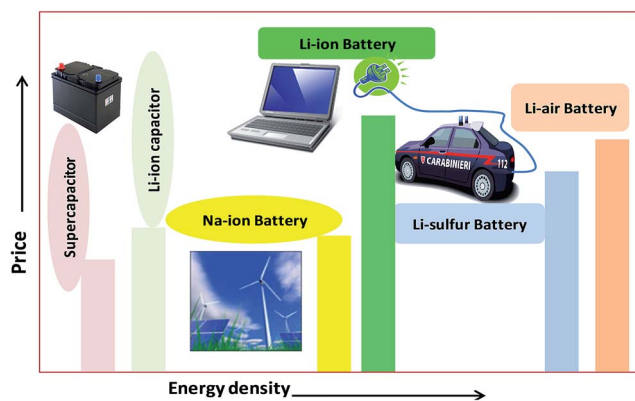 Li-ion Battery
Li-air Battery
Li-ion capacitor
Supercapacitor
CARABINIERI
112
Na-ion Battery
Li-sulfur Battery
Price
Energy density